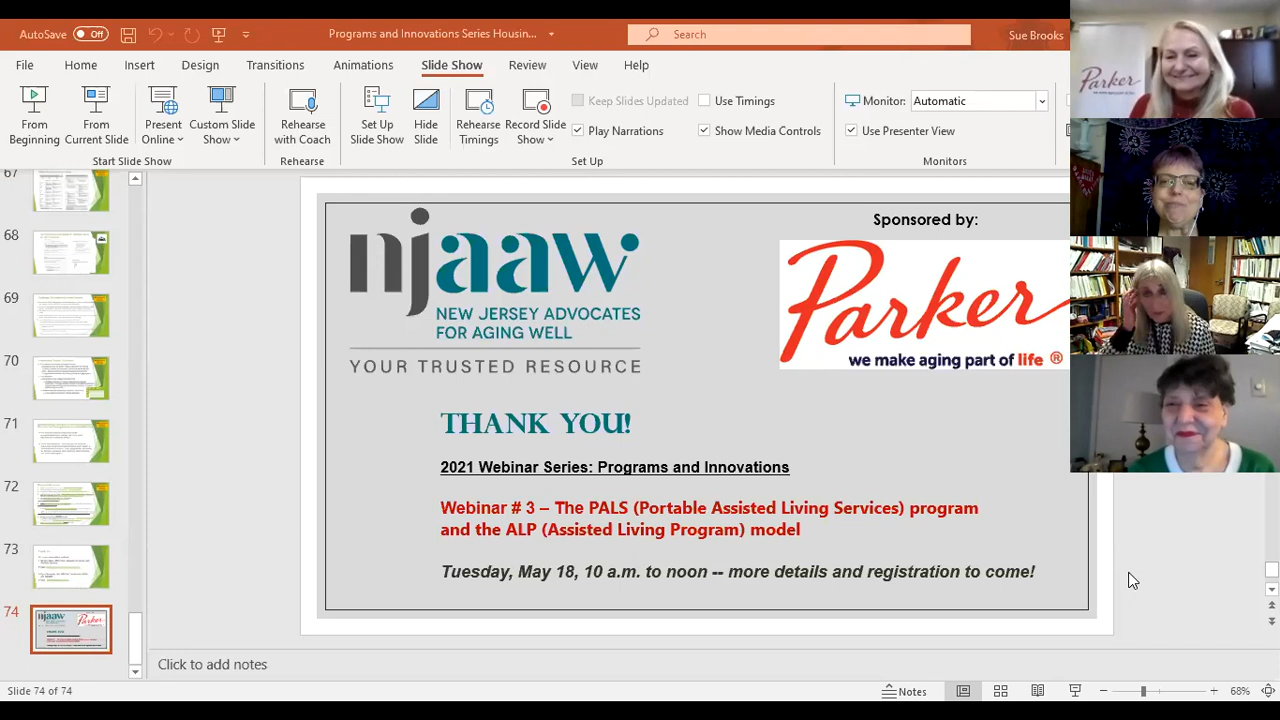 AutoSave Off
Programs and Innovations Series Housin...
Search
Sue Brooks
File Home Insert Design Transitions Animations Slide Show Review View Help
From Beginning
From Current Slide
Present Online
Custom Slide Show
Start Slide Show
Rehearse with Coach
Rehearse
Set Up Slide Show
Hide Slide
Rehearse Timings
Record Slide Show
Keep Slides Updated
Play Narrations
Use Timings
Show Media Controls
Set Up
Monitor: Automatic
Use Presenter View
Monitors
67
68
69
70
71
72
73
74
njaaw
NEW JERSEY ADVOCATES
FOR AGING WELL
YOUR TRUSTED RESOURCE
Sponsored by:
Parker
we make aging part of life ®
THANK YOU!
2021 Webinar Series: Programs and Innovations
Webinar # 3 – The PALS (Portable Assisted Living Services) program
and the ALP (Assisted Living Program) model
Tuesday, May 18, 10 a.m. to noon -- more details and registration to come!
Parker
Click to add notes
Slide 74 of 74
Notes
68%